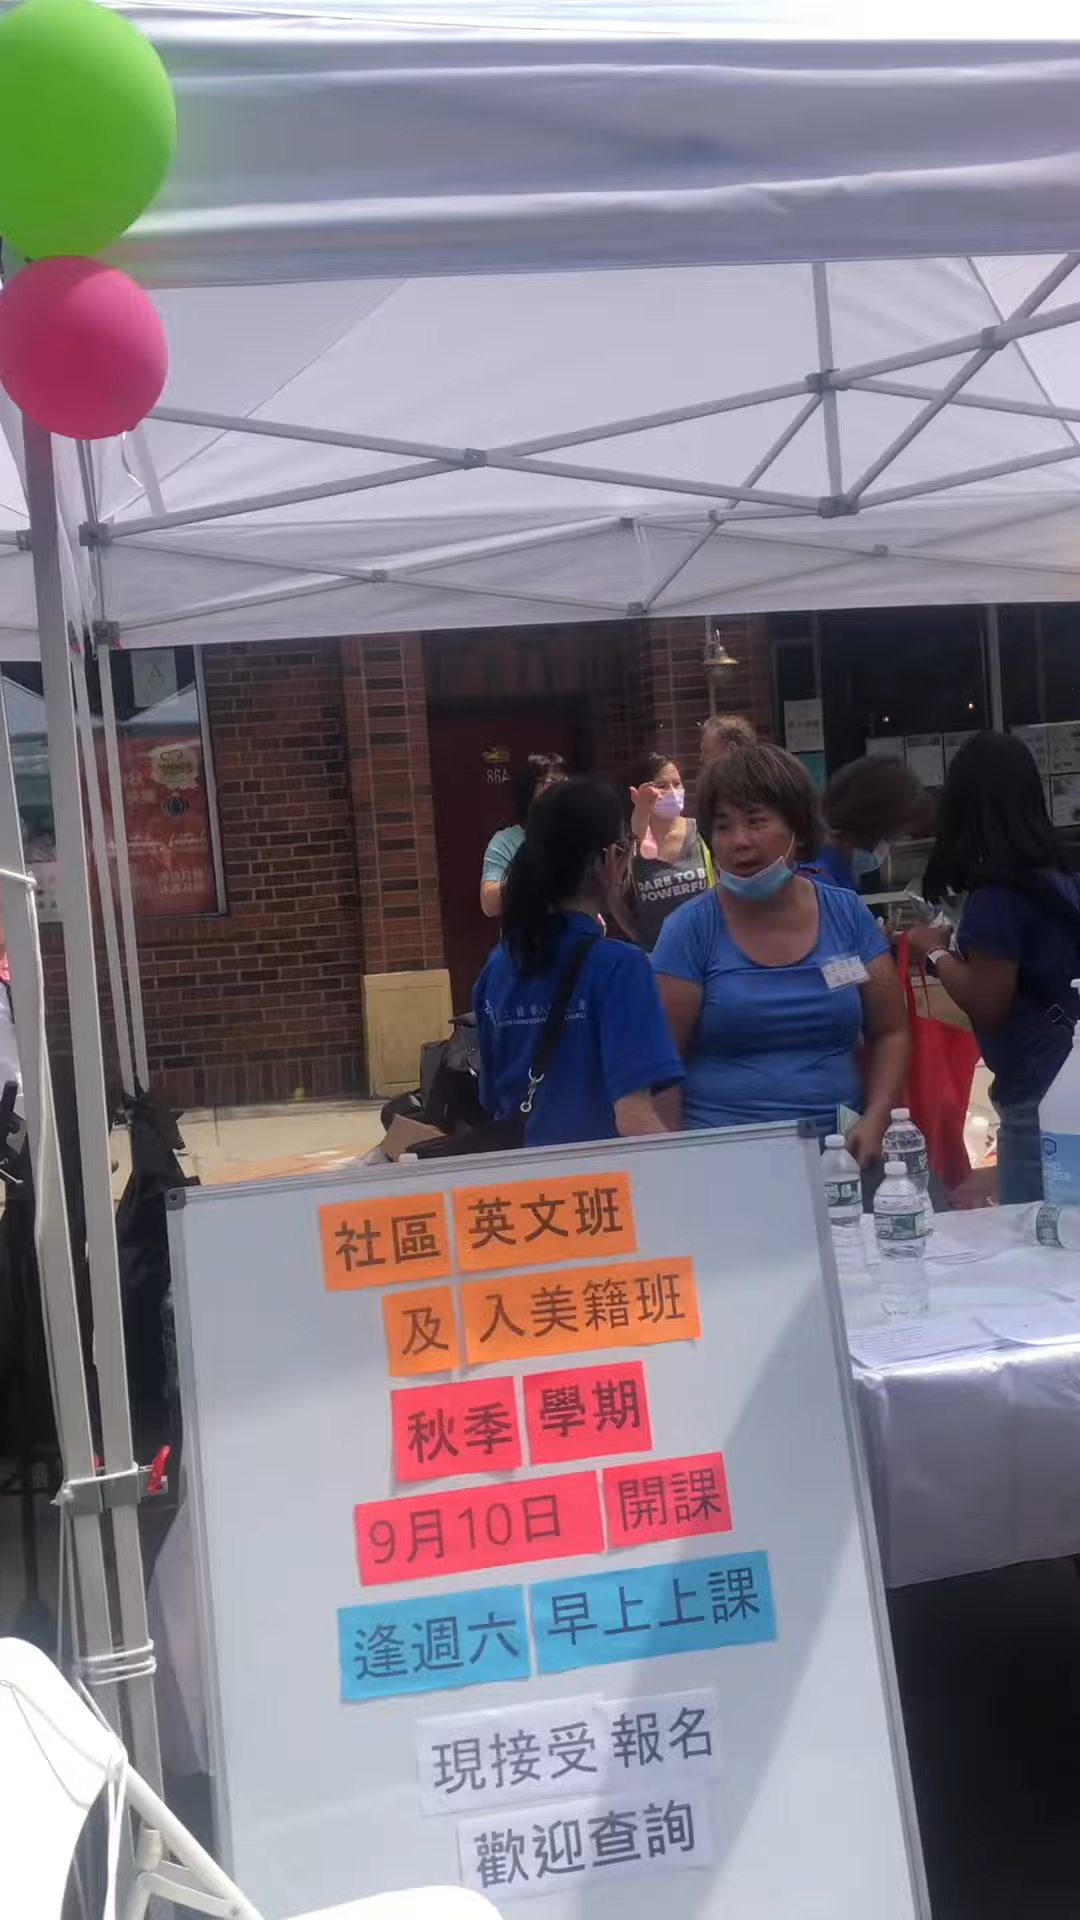 86A
DARE TO B
POWERFU
社區 英文班
及 入美籍班
秋季 學期
9月10日 開課
逢週六 早上上課
現接受 報名
歡迎查詢